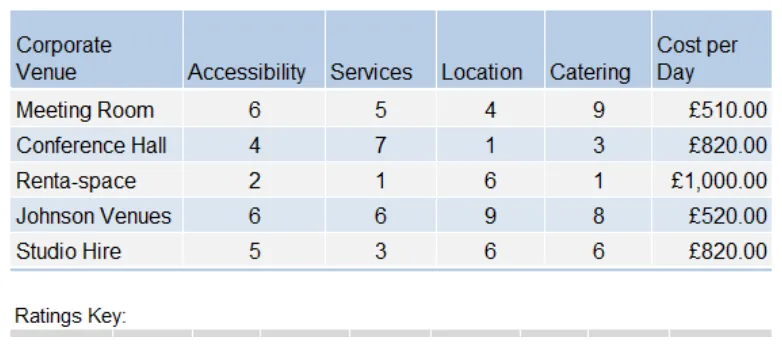 Corporate Venue Accessibility Services Location Catering Cost per Day
Meeting Room 6 5 4 9 £510.00
Conference Hall 4 7 1 3 £820.00
Renta-space 2 1 6 1 £1,000.00
Johnson Venues 6 6 9 8 £520.00
Studio Hire 5 3 6 6 £820.00
Ratings Key: